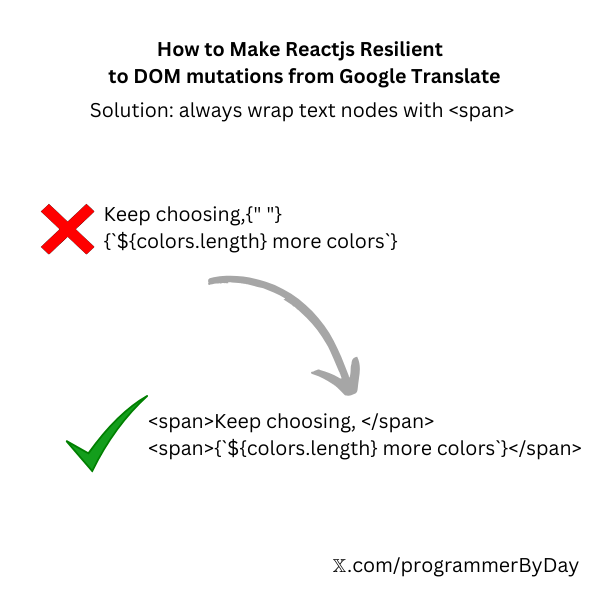 How to Make Reactjs Resilient
to DOM mutations from Google Translate
Solution: always wrap text nodes with <span>
Keep choosing,{" "}
{`${colors.length} more colors`}
<span>Keep choosing, </span>
<span>{`${colors.length} more colors`}</span>
𝕏.com/programmerByDay